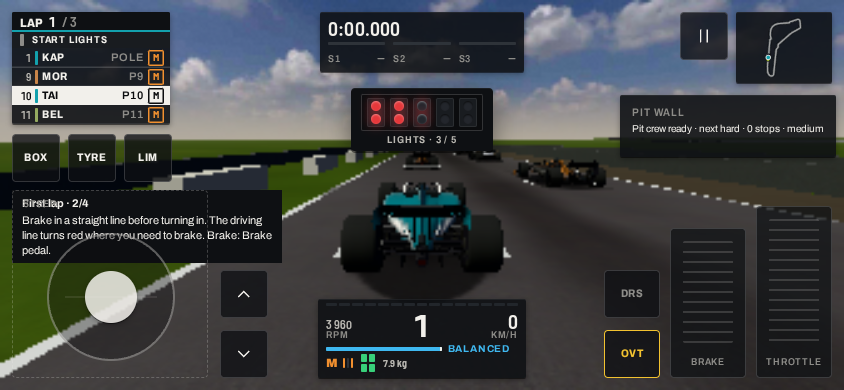 LAP 1 / 3
START LIGHTS
1 KAP POLE M
9 MOR P9 M
10 TAI P10 M
11 BEL P11 M
BOX TYRE LIM
0:00.000
S1 – S2 – S3 –
LIGHTS · 3 / 5
PIT WALL
Pit crew ready · next hard · 0 stops · medium
First lap · 2/4
Brake in a straight line before turning in. The driving
line turns red where you need to brake. Brake: Brake
pedal.
3 960
RPM
1
0
KM/H
BALANCED
M 7.9 kg
DRS
OVT
BRAKE
THROTTLE